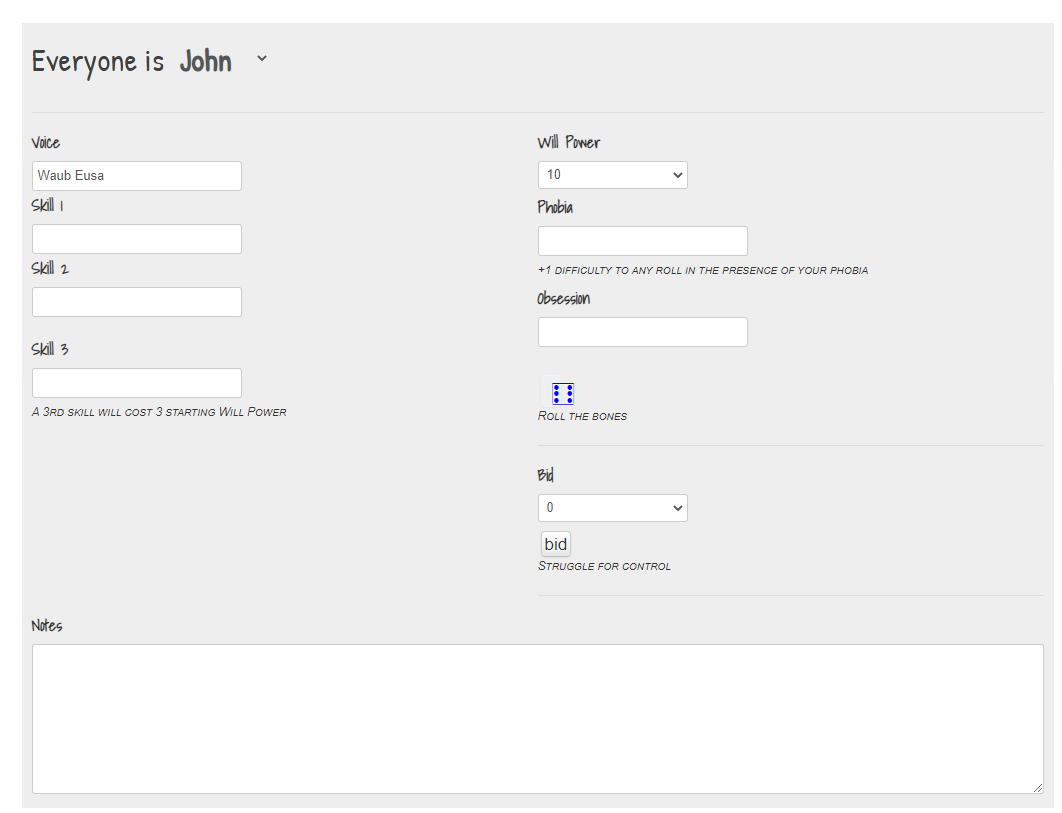 Everyone is John
Voice
Waub Eusa
Skill 1
Skill 2
Skill 3
A 3rd skill will cost 3 starting Will Power
Will Power
10
Phobia
+1 difficulty to any roll in the presence of your phobia
Obsession
Roll the bones
Bid
0
bid
Struggle for control
Notes